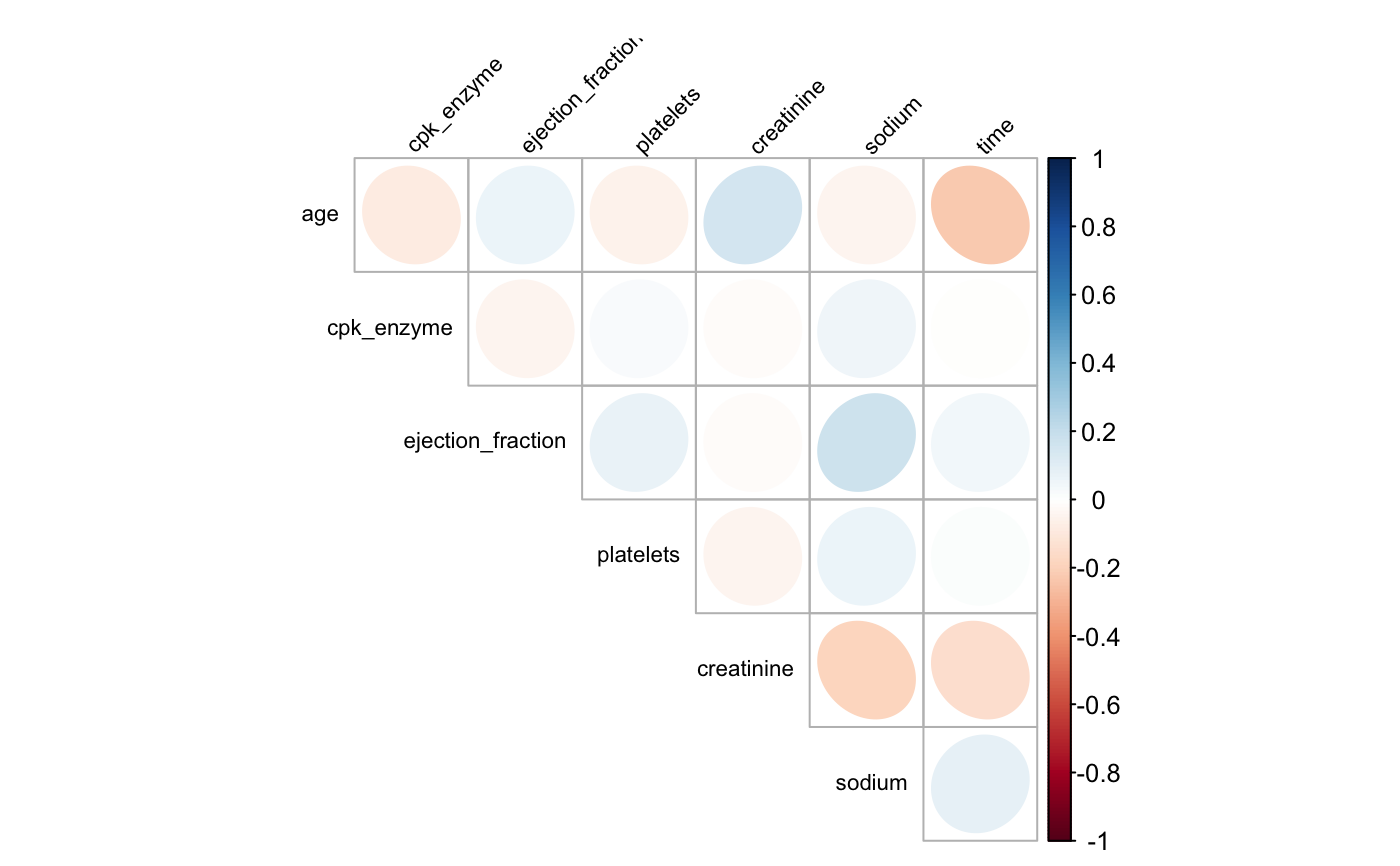 cpk_enzyme
ejection_fraction
platelets
creatinine
sodium
time
age
cpk_enzyme
ejection_fraction
platelets
creatinine
sodium
1
0.8
0.6
0.4
0.2
0
-0.2
-0.4
-0.6
-0.8
-1